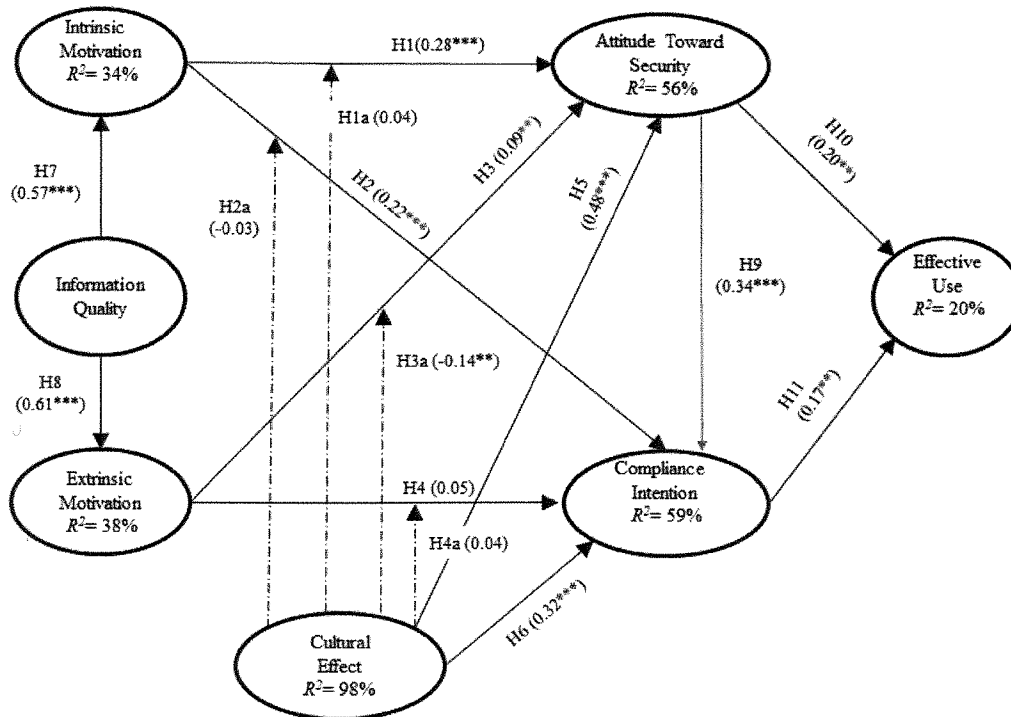 Intrinsic
Motivation
R²= 34%
H1(0.28***)
Attitude Toward
Security
R²= 56%
H1a (0.04)
H3 (0.09**)
H10
(0.20**)
H7
(0.57***)
H2a
(-0.03)
H2 (0.22***)
H5
(0.48***)
Information
Quality
H9
(0.34***)
Effective
Use
R²= 20%
H3a (-0.14**)
H8
(0.61***)
H11
(0.17**)
Extrinsic
Motivation
R²= 38%
H4 (0.05)
Compliance
Intention
R²= 59%
H4a (0.04)
H6 (0.32***)
Cultural
Effect
R²= 98%